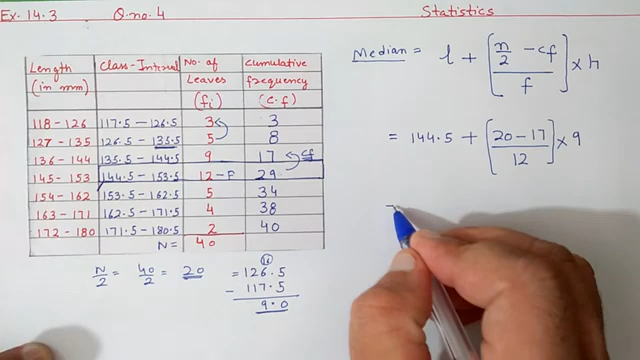 Ex. 14.3 Q.no.4 Statistics
Length (in mm) | Class-Interval | No. of Leaves (fi) | Cumulative frequency (c.f)
118-126 | 117.5-126.5 | 3 | 3
127-135 | 126.5-135.5 | 5 | 8
136-144 | 135.5-144.5 | 9 | 17 cf
145-153 | 144.5-153.5 | 12-f | 29
154-162 | 153.5-162.5 | 5 | 34
163-171 | 162.5-171.5 | 4 | 38
172-180 | 171.5-180.5 | 2 | 40
N= 40
N/2 = 40/2 = 20
(16)
= 126.5
- 117.5
9.0
Median = l + [(n/2 - cf)/f] × h
= 144.5 + [(20-17)/12] × 9